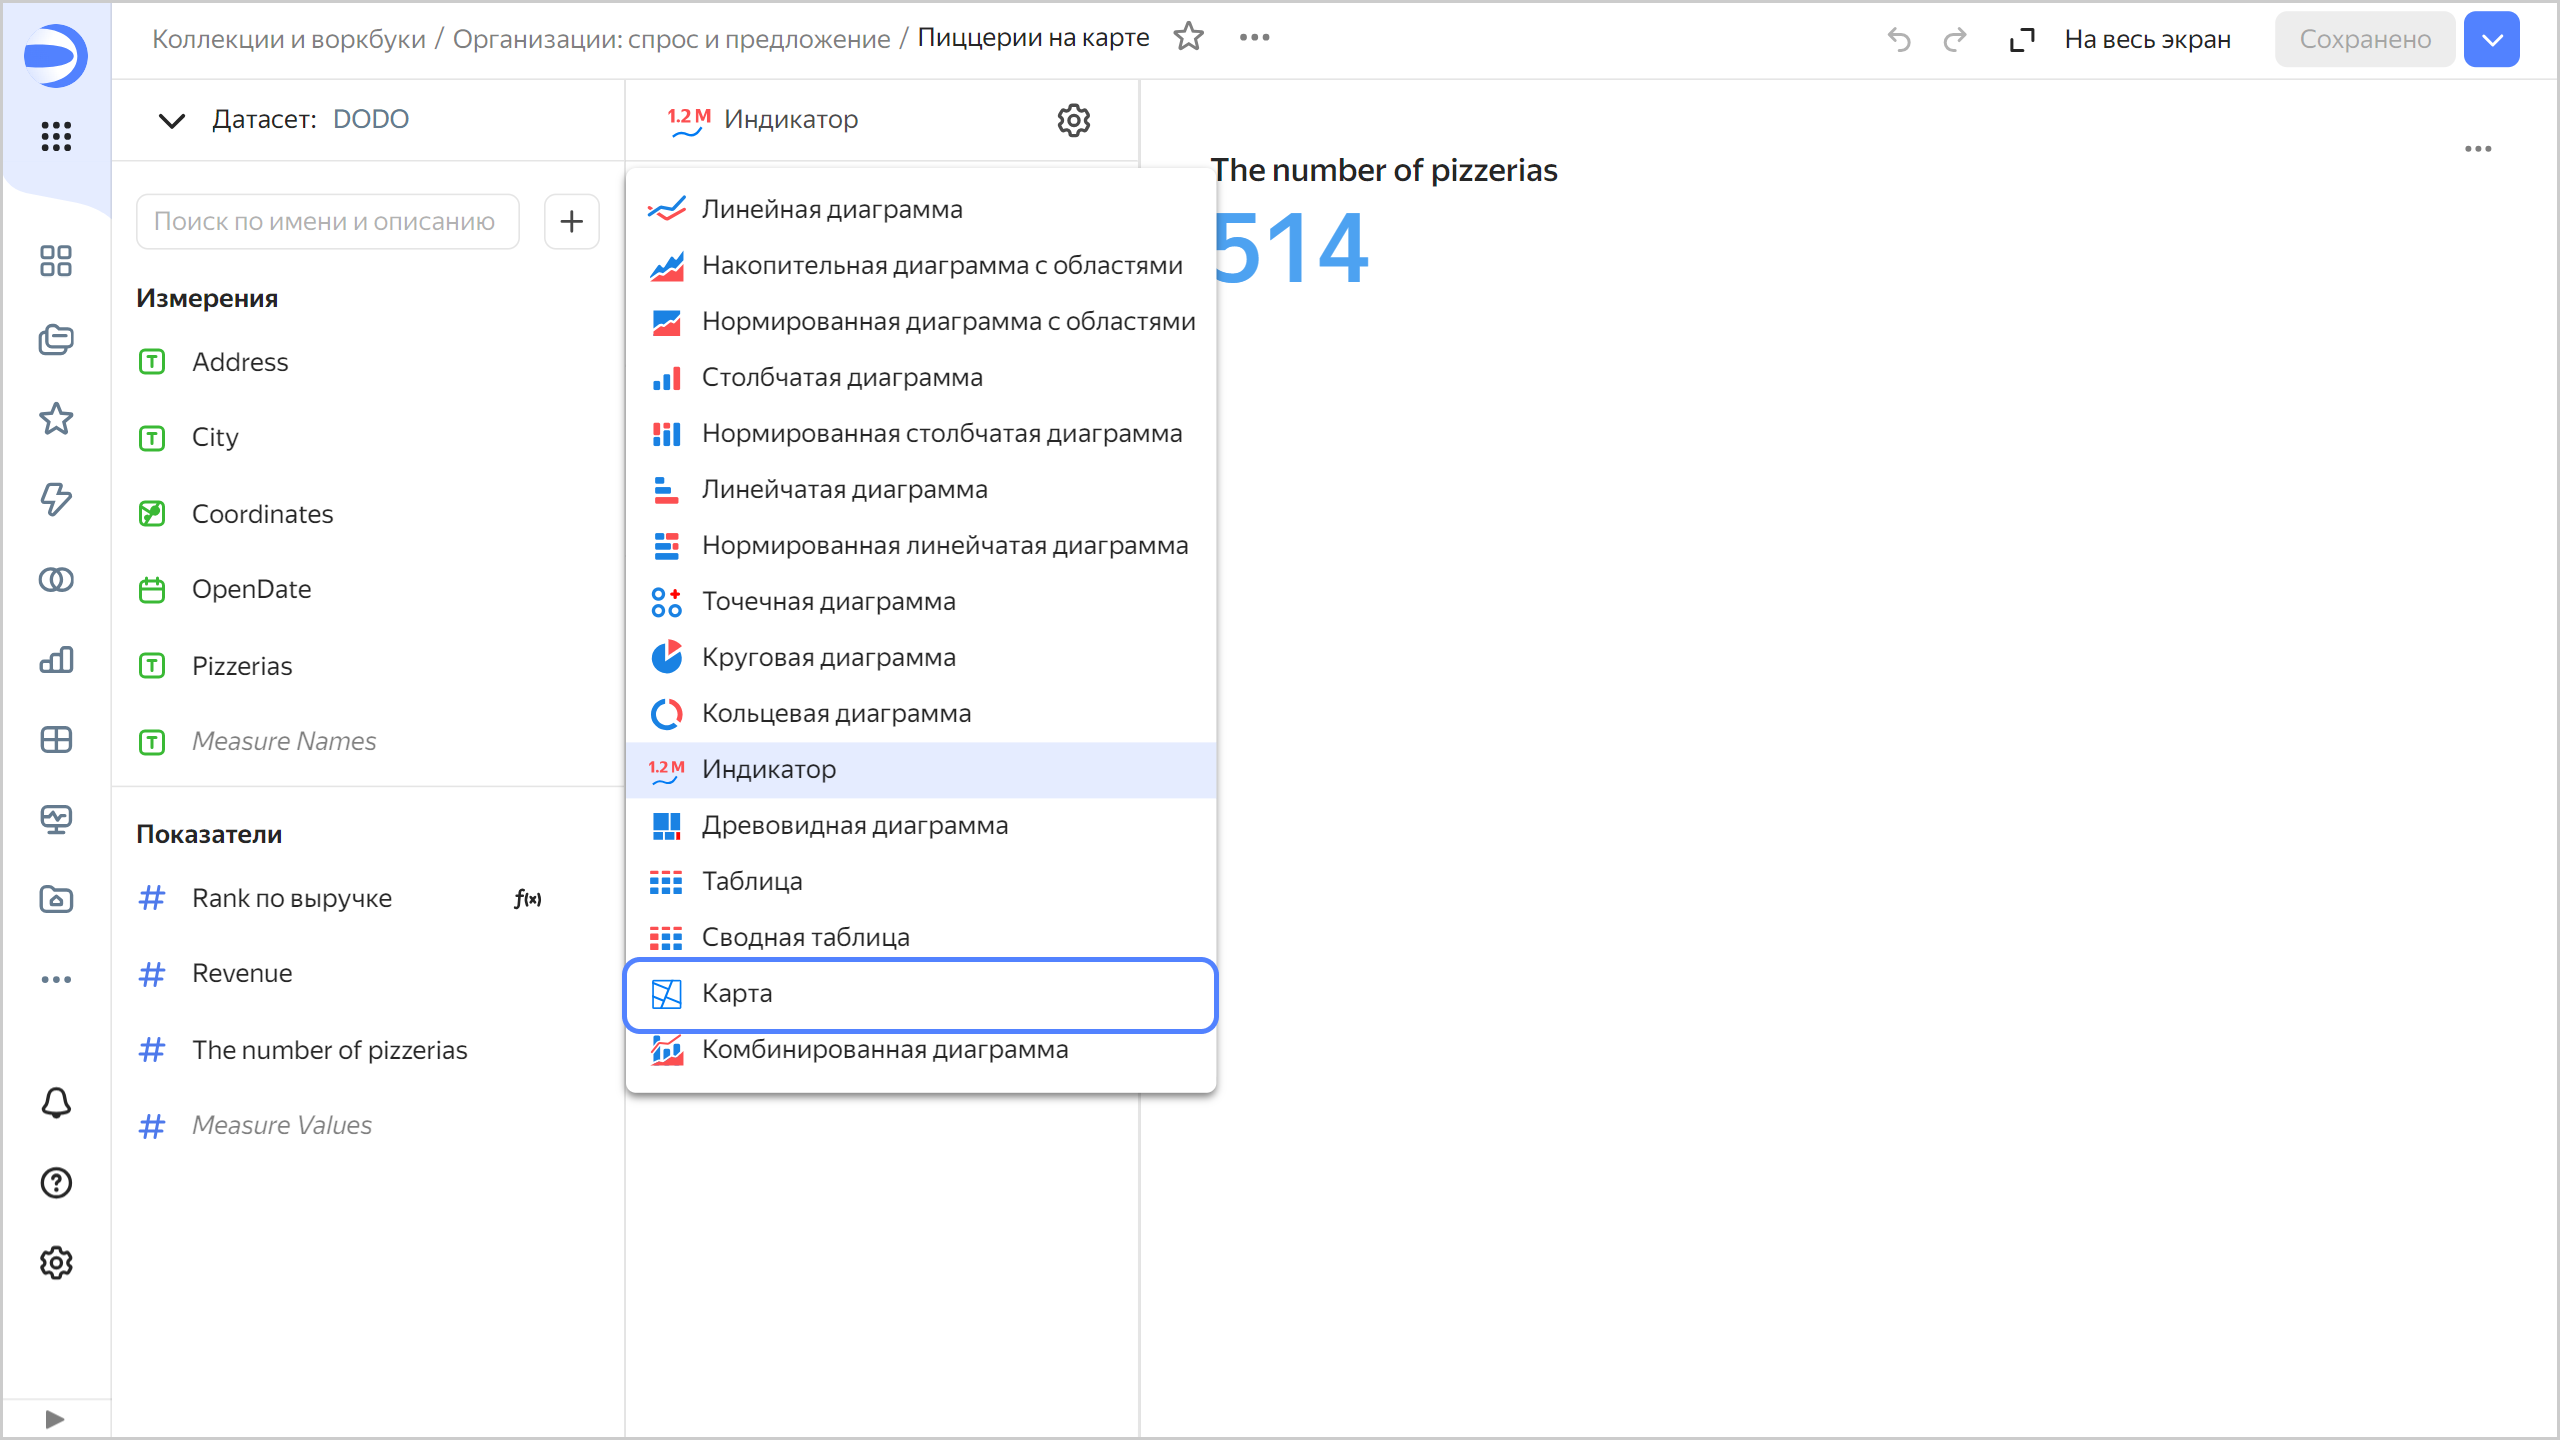 Коллекции и воркбуки / Организации: спрос и предложение / Пиццерии на карте
На весь экран
Сохранено
Датасет: DODO
1.2 M Индикатор
Поиск по имени и описанию
Измерения
Address
City
Coordinates
OpenDate
Pizzerias
Measure Names
Показатели
Rank по выручке f(x)
Revenue
The number of pizzerias
Measure Values
Линейная диаграмма
Накопительная диаграмма с областями
Нормированная диаграмма с областями
Столбчатая диаграмма
Нормированная столбчатая диаграмма
Линейчатая диаграмма
Нормированная линейчатая диаграмма
Точечная диаграмма
Круговая диаграмма
Кольцевая диаграмма
1.2 M Индикатор
Древовидная диаграмма
Таблица
Сводная таблица
Карта
Комбинированная диаграмма
The number of pizzerias
514